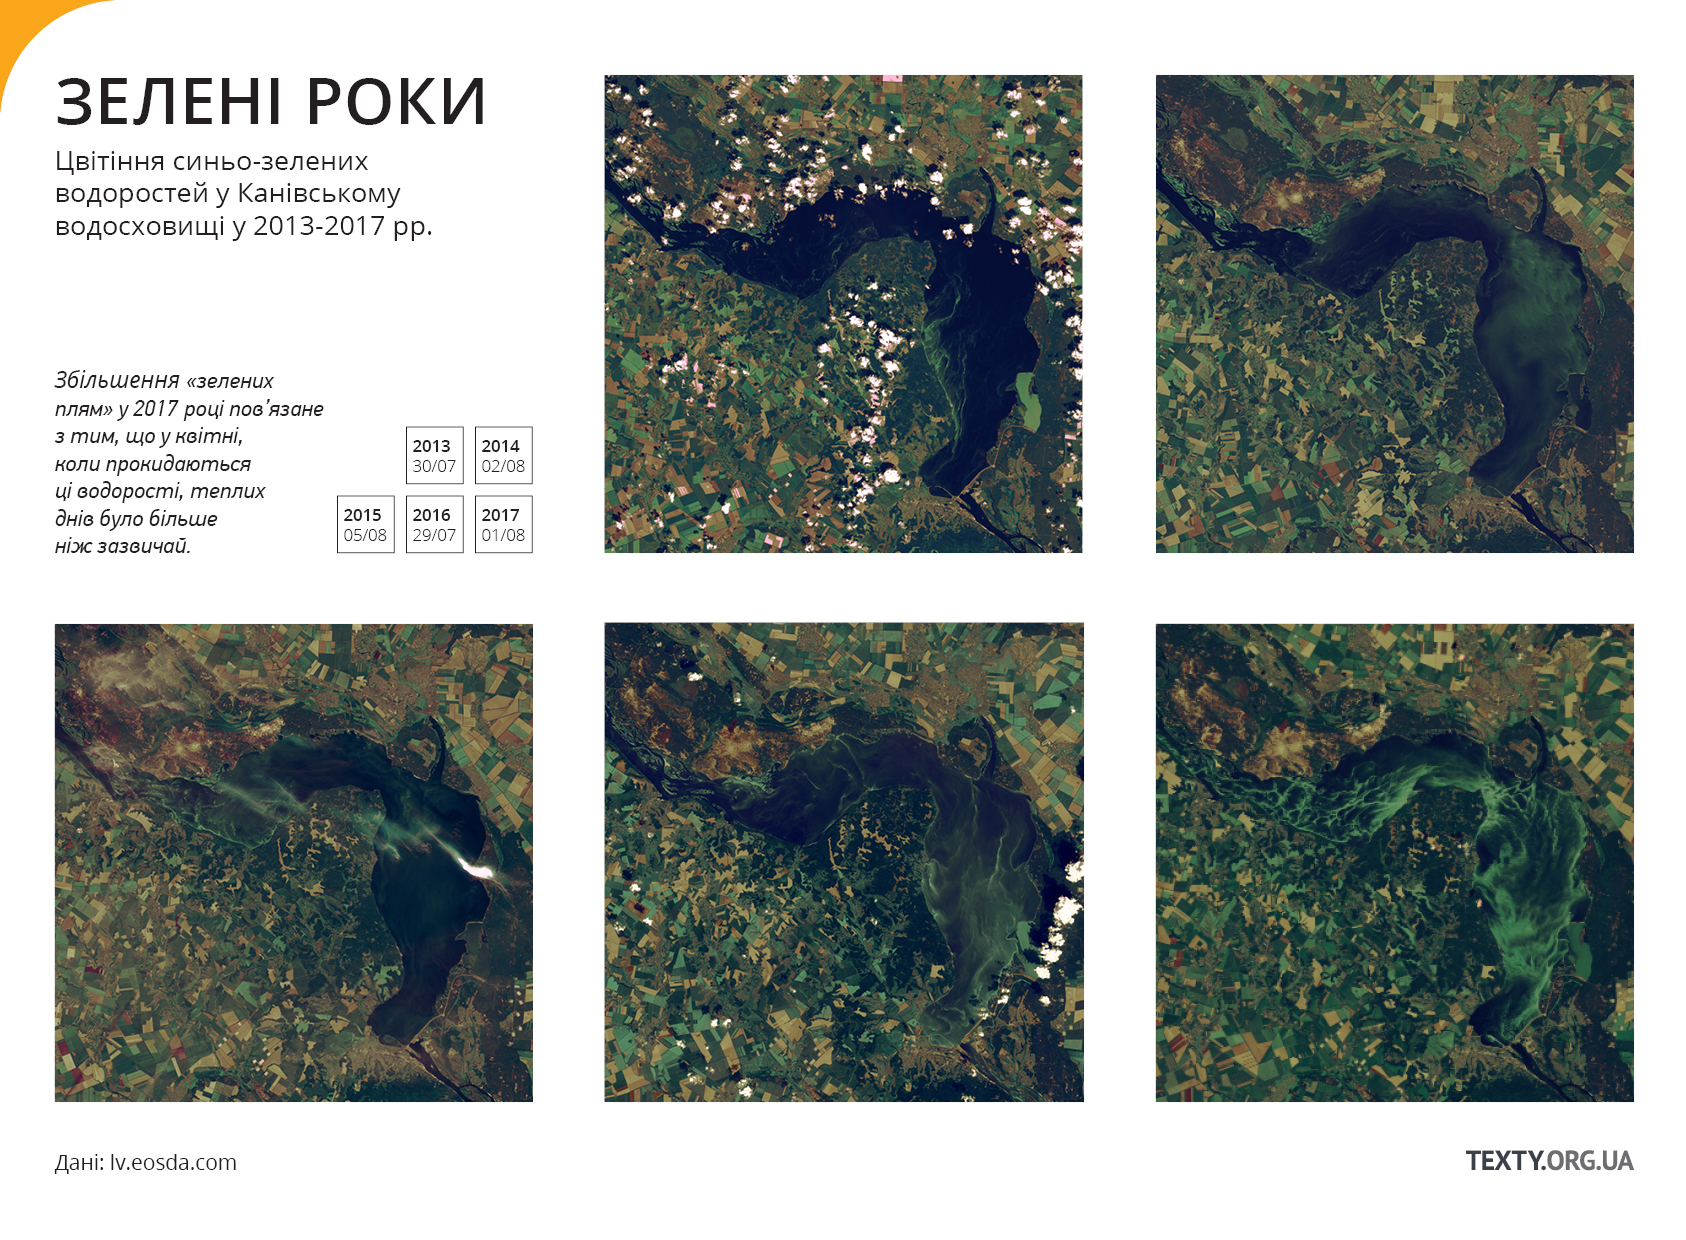 ЗЕЛЕНІ РОКИ
Цвітіння синьо-зелених
водоростей у Канівському
водосховищі у 2013-2017 рр.
Збільшення «зелених
плям» у 2017 році пов’язане
з тим, що у квітні,
коли прокидаються
ці водорості, теплих
днів було більше
ніж зазвичай.
2013
30/07
2014
02/08
2015
05/08
2016
29/07
2017
01/08
Дані: lv.eosda.com
TEXTY.ORG.UA